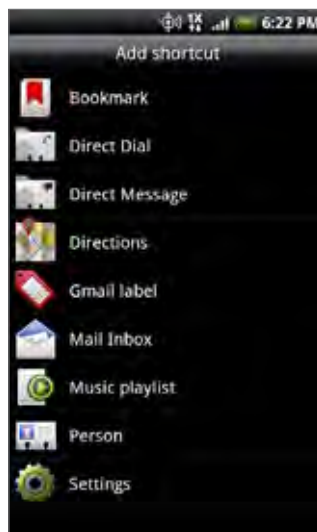 1X 6:22 PM
Add shortcut
Bookmark
Direct Dial
Direct Message
Directions
Gmail label
Mail Inbox
Music playlist
Person
Settings